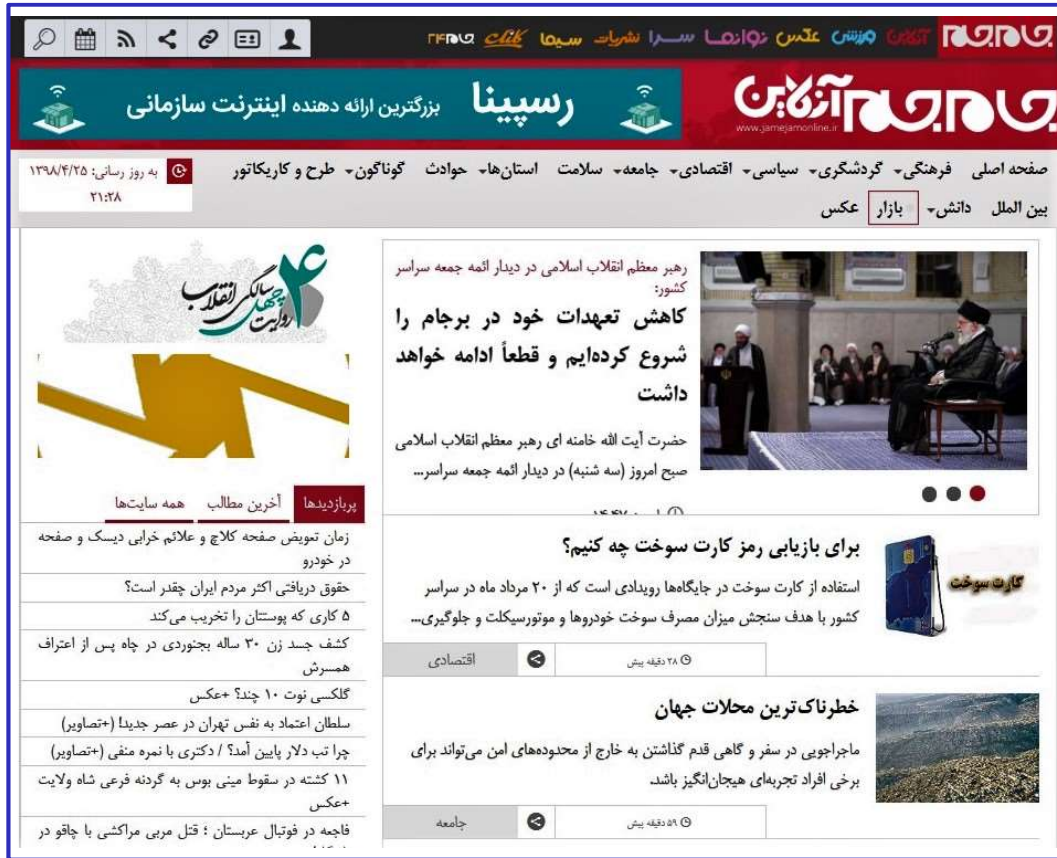 جام‌جم آنلاین ورزشی عکس نوانما سرا نشریات سیما کلیک جام‌جم ۲۴
جام‌جم آنلاین
www.jamejamonline.ir
رسپینا بزرگترین ارائه دهنده اینترنت سازمانی
صفحه اصلی فرهنگی گردشگری سیاسی اقتصادی جامعه سلامت استان‌ها حوادث گوناگون طرح و کاریکاتور
بین الملل دانش بازار عکس
به روز رسانی: ۱۳۹۸/۴/۲۵
۲۱:۲۸
رهبر معظم انقلاب اسلامی در دیدار ائمه جمعه سراسر
کشور:
کاهش تعهدات خود در برجام را
شروع کرده‌ایم و قطعاً ادامه خواهد
داشت
حضرت آیت الله خامنه ای رهبر معظم انقلاب اسلامی
صبح امروز (سه شنبه) در دیدار ائمه جمعه سراسر...
برای بازیابی رمز کارت سوخت چه کنیم؟
استفاده از کارت سوخت در جایگاه‌ها رویدادی است که از ۲۰ مرداد ماه در سراسر
کشور با هدف سنجش میزان مصرف سوخت خودروها و موتورسیکلت و جلوگیری...
کارت سوخت
۲۸ دقیقه پیش
اقتصادی
خطرناک‌ترین محلات جهان
ماجراجویی در سفر و گاهی قدم گذاشتن به خارج از محدوده‌های امن می‌تواند برای
برخی افراد تجربه‌ای هیجان‌انگیز باشد.
۵۹ دقیقه پیش
جامعه
روایت چهل سالگی انقلاب
۴۰
پربازدیدها آخرین مطالب همه سایت‌ها
زمان تعویض صفحه کلاچ و علائم خرابی دیسک و صفحه
در خودرو
حقوق دریافتی اکثر مردم ایران چقدر است؟
۵ کاری که پوستتان را تخریب می‌کند
کشف جسد زن ۳۰ ساله بجنوردی در چاه پس از اعتراف
همسرش
گلکسی نوت ۱۰ چند؟ +عکس
سلطان اعتماد به نفس تهران در عصر جدید! (+تصاویر)
چرا تب دلار پایین آمد؟ / دکتری با نمره منفی (+تصاویر)
۱۱ کشته در سقوط مینی بوس به گردنه فرعی شاه ولایت
+عکس
فاجعه در فوتبال عربستان ؛ قتل مربی مراکشی با چاقو در